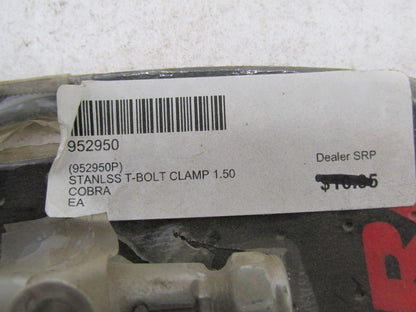 952950
(952950P)
STANLSS T-BOLT CLAMP 1.50
COBRA
EA
Dealer SRP